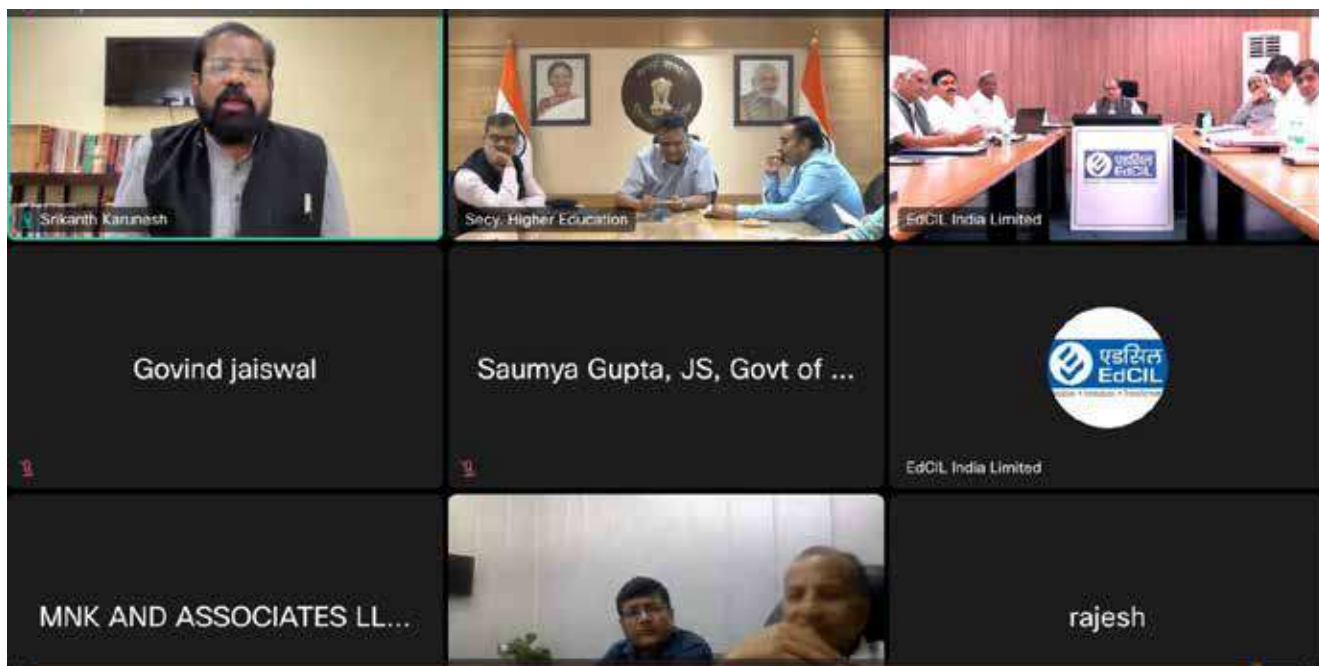 Srikanth Karunesh
Secy. Higher Education
एडसिल
EdCIL
EdCIL India Limited
Govind jaiswal
Saumya Gupta, JS, Govt of ...
एडसिल
EdCIL
EdCIL India Limited
MNK AND ASSOCIATES LL...
rajesh